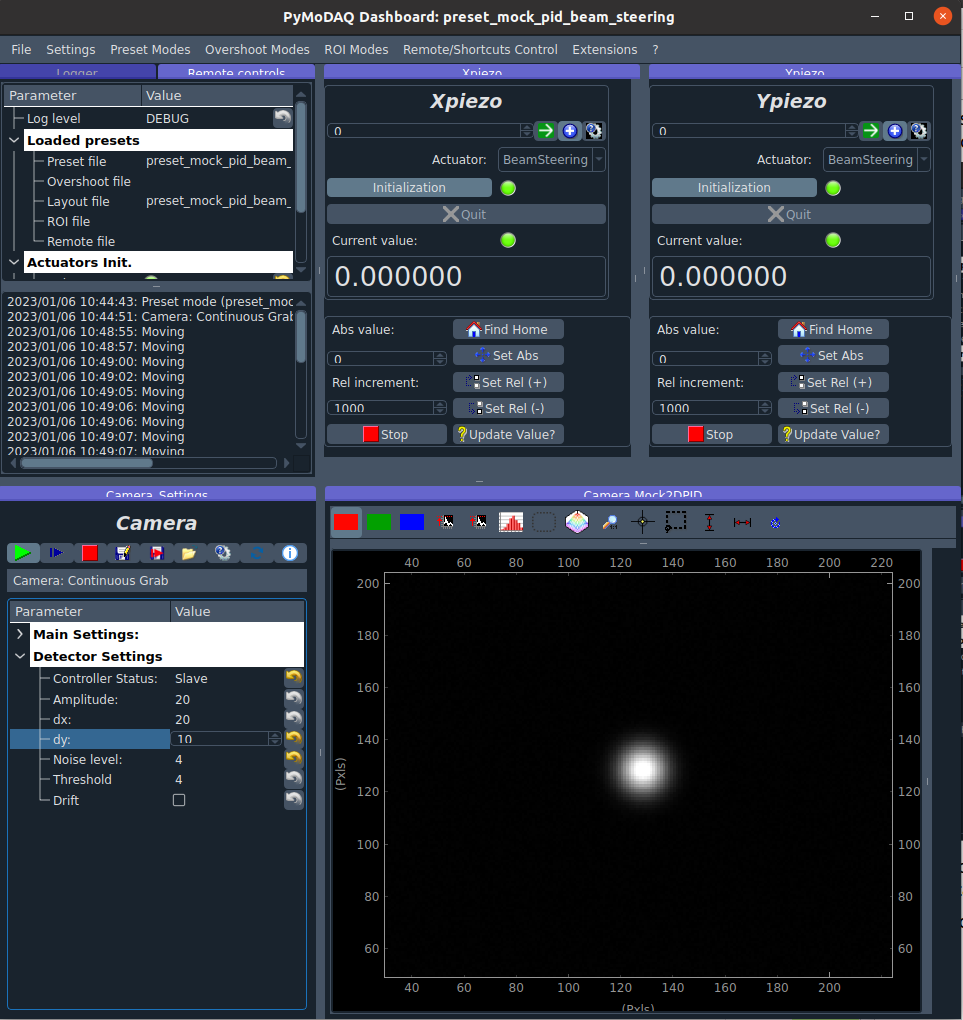 PyMoDAQ Dashboard: preset_mock_pid_beam_steering
File Settings Preset Modes Overshoot Modes ROI Modes Remote/Shortcuts Control Extensions ?
Logger Remote controls
Parameter Value
Log level DEBUG
Loaded presets
Preset file preset_mock_pid_beam_
Overshoot file
Layout file preset_mock_pid_beam_
ROI file
Remote file
Actuators Init.
2023/01/06 10:44:43: Preset mode (preset_moc
2023/01/06 10:44:51: Camera: Continuous Grab
2023/01/06 10:48:55: Moving
2023/01/06 10:48:57: Moving
2023/01/06 10:49:00: Moving
2023/01/06 10:49:02: Moving
2023/01/06 10:49:05: Moving
2023/01/06 10:49:06: Moving
2023/01/06 10:49:06: Moving
2023/01/06 10:49:07: Moving
2023/01/06 10:49:07: Moving
Xpiezo
Xpiezo
0
Actuator: BeamSteering
Initialization
Quit
Current value:
0.000000
Abs value: Find Home
0 Set Abs
Rel increment: Set Rel (+)
1000 Set Rel (-)
Stop Update Value?
Ypiezo
Ypiezo
0
Actuator: BeamSteering
Initialization
Quit
Current value:
0.000000
Abs value: Find Home
0 Set Abs
Rel increment: Set Rel (+)
1000 Set Rel (-)
Stop Update Value?
Camera_Settings
Camera
Camera: Continuous Grab
Parameter Value
Main Settings:
Detector Settings
Controller Status: Slave
Amplitude: 20
dx: 20
dy: 10
Noise level: 4
Threshold 4
Drift
Camera Mock2DPID
40 60 80 100 120 140 160 180 200 220
200 200
180 180
160 160
140 140
(Pxls)
120 120
100 100
80 80
60 60
40 60 80 100 120 140 160 180 200
(Pxls)